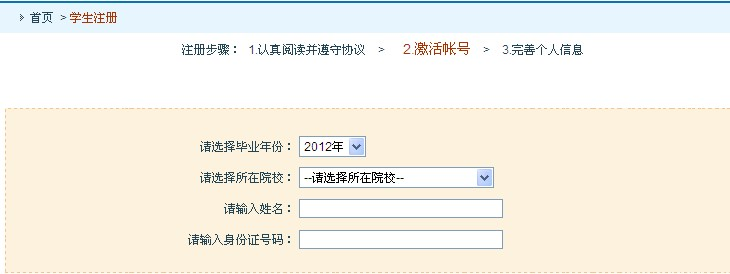 首页 > 学生注册
注册步骤： 1.认真阅读并遵守协议 > 2.激活帐号 > 3.完善个人信息
请选择毕业年份： 2012年
请选择所在院校： --请选择所在院校--
请输入姓名：
请输入身份证号码：